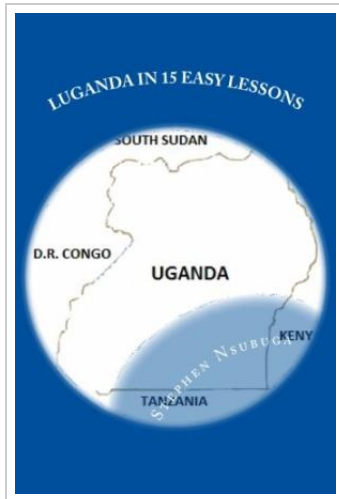 LUGANDA IN 15 EASY LESSONS
SOUTH SUDAN
D.R. CONGO
UGANDA
KENY
STEPHEN NSUBUGA
TANZANIA